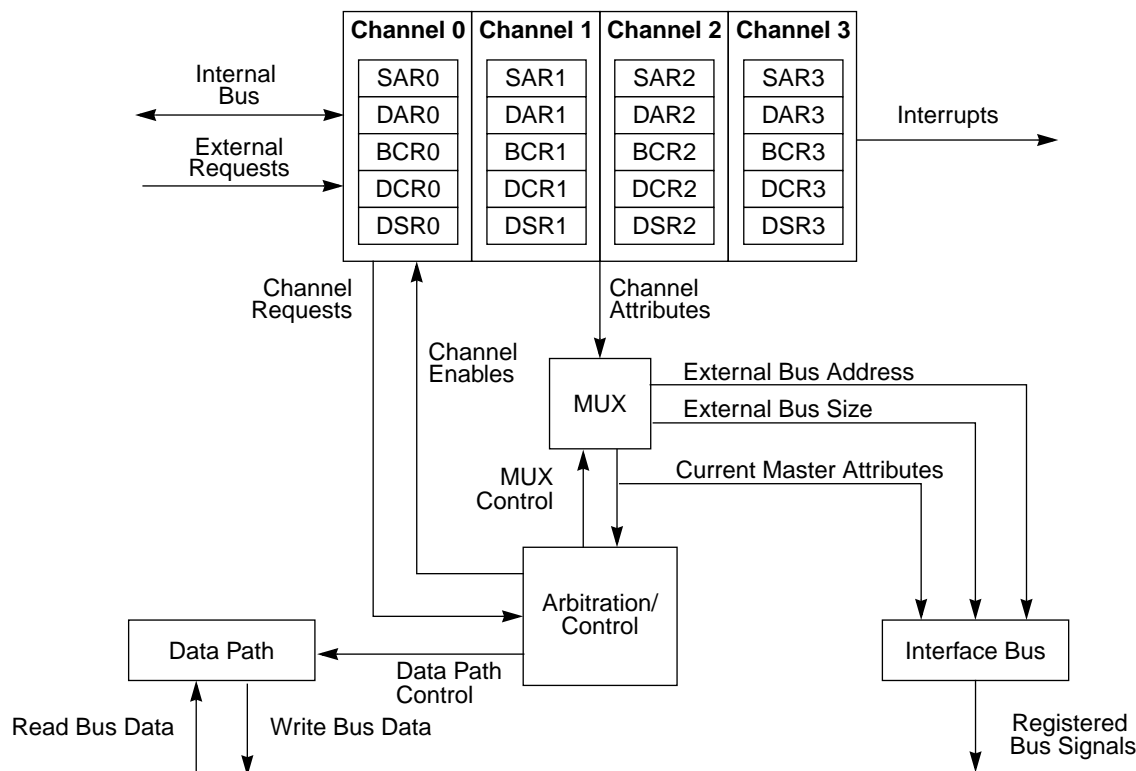 Channel 0 Channel 1 Channel 2 Channel 3
SAR0 SAR1 SAR2 SAR3
DAR0 DAR1 DAR2 DAR3
BCR0 BCR1 BCR2 BCR3
DCR0 DCR1 DCR2 DCR3
DSR0 DSR1 DSR2 DSR3
Internal
Bus
External
Requests
Interrupts
Channel
Requests
Channel
Enables
Channel
Attributes
MUX
External Bus Address
External Bus Size
Current Master Attributes
MUX
Control
Arbitration/
Control
Data Path
Data Path
Control
Interface Bus
Read Bus Data
Write Bus Data
Registered
Bus Signals